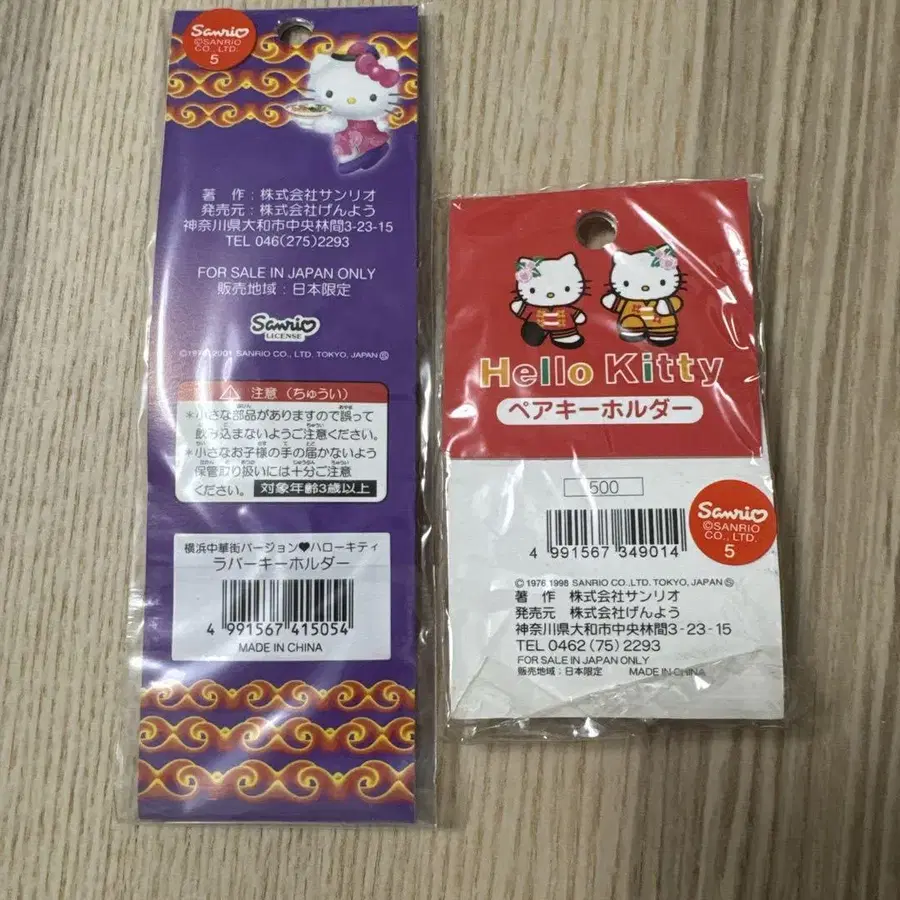 Sanrio
©SANRIO
CO., LTD.
5
著 作：株式会社サンリオ
発売元：株式会社げんよう
神奈川県大和市中央林間3-23-15
TEL 046(275)2293
FOR SALE IN JAPAN ONLY
販売地域：日本限定
Sanrio
LICENSE
©1976, 2001 SANRIO CO., LTD. TOKYO, JAPAN
注意（ちゅうい）
*小さな部品がありますので誤って
飲み込まないようご注意ください。
*小さなお子様の手の届かないよう
保管取り扱いには十分ご注意
ください。 対象年齢3歳以上
横浜中華街バージョン♥ハローキティ
ラバーキーホルダー
4 991567 415054
MADE IN CHINA
Hello Kitty
ペアキーホルダー
500
4 991567 349014
Sanrio
©SANRIO
CO., LTD.
5
©1976, 1998 SANRIO CO., LTD. TOKYO, JAPAN
著 作 株式会社サンリオ
発売元 株式会社げんよう
神奈川県大和市中央林間3-23-15
TEL 0462(75)2293
FOR SALE IN JAPAN ONLY
販売地域：日本限定 MADE IN CHINA